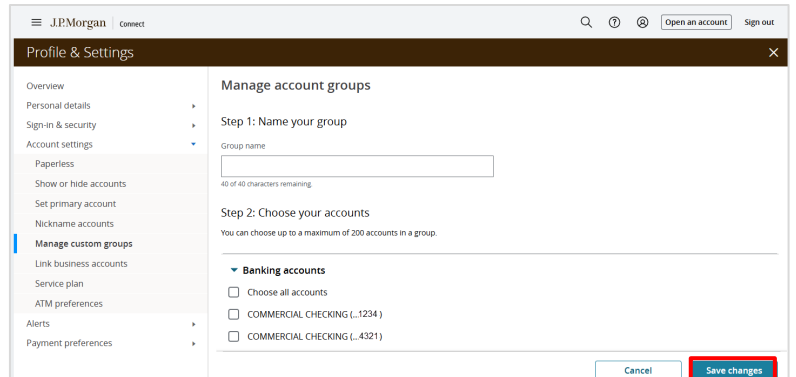 J.P.Morgan | Connect
Open an account
Sign out
Profile & Settings
Overview
Personal details
Sign-in & security
Account settings
Paperless
Show or hide accounts
Set primary account
Nickname accounts
Manage custom groups
Link business accounts
Service plan
ATM preferences
Alerts
Payment preferences
Manage account groups
Step 1: Name your group
Group name
40 of 40 characters remaining
Step 2: Choose your accounts
You can choose up to a maximum of 200 accounts in a group.
Banking accounts
Choose all accounts
COMMERCIAL CHECKING (...1234 )
COMMERCIAL CHECKING (...4321)
Cancel
Save changes